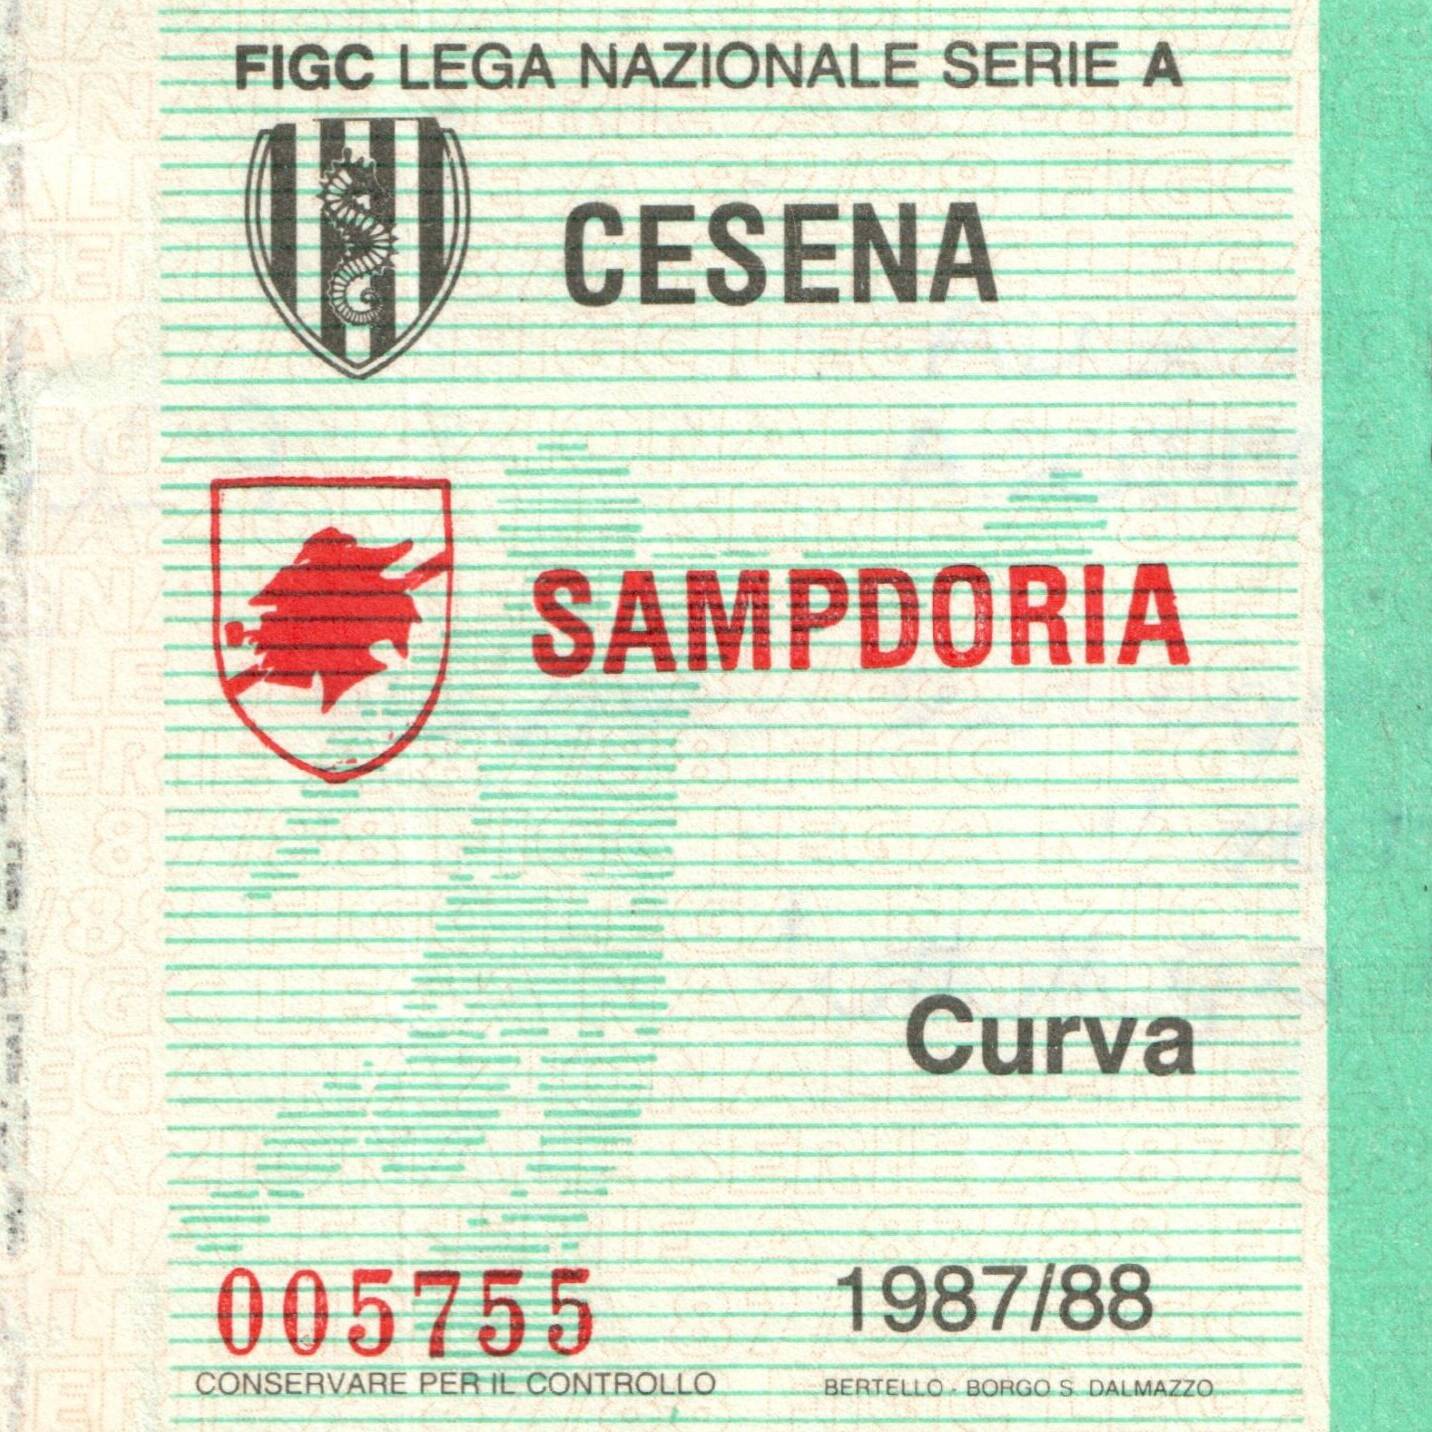 FIGC LEGA NAZIONALE SERIE A
CESENA
SAMPDORIA
Curva
005755
1987/88
CONSERVARE PER IL CONTROLLO
BERTELLO - BORGO S. DALMAZZO